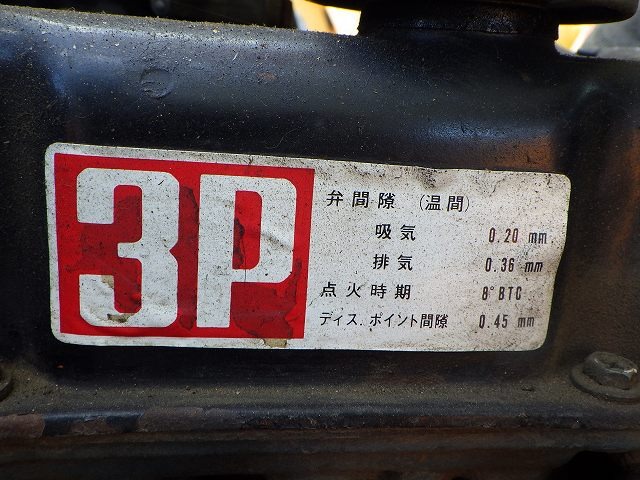 3P
弁間隙 (温間)
吸気 0.20 mm
排気 0.36 mm
点火時期 8° BTC
ディス.ポイント間隙 0.45 mm